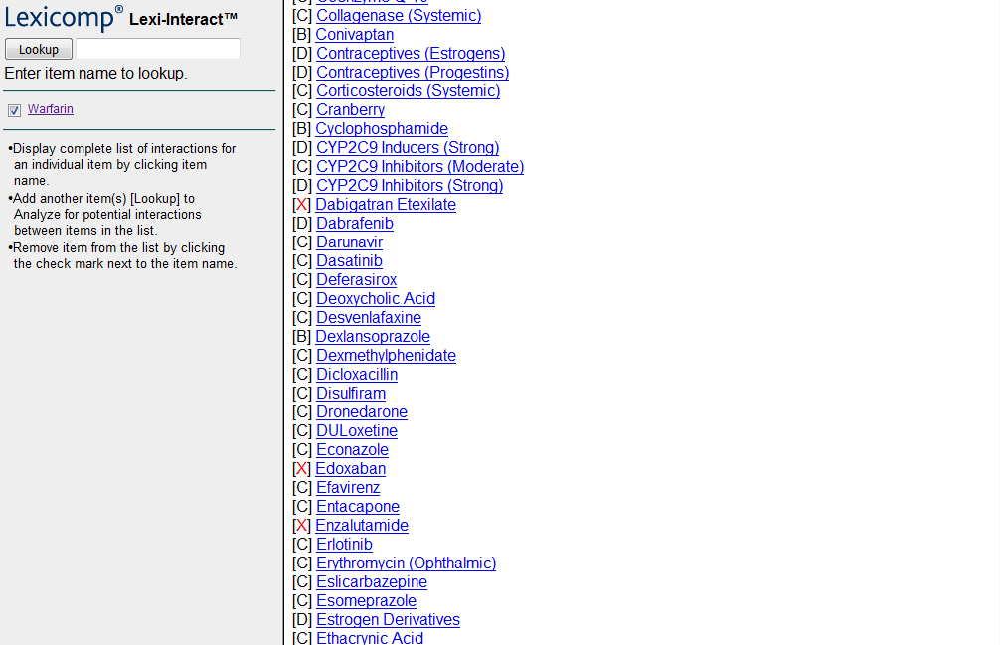 Lexicomp® Lexi-Interact™
Lookup
Enter item name to lookup.
Warfarin
•Display complete list of interactions for
an individual item by clicking item
name.
•Add another item(s) [Lookup] to
Analyze for potential interactions
between items in the list.
•Remove item from the list by clicking
the check mark next to the item name.
[C] Coenzyme Q-10
[C] Collagenase (Systemic)
[B] Conivaptan
[D] Contraceptives (Estrogens)
[D] Contraceptives (Progestins)
[C] Corticosteroids (Systemic)
[C] Cranberry
[B] Cyclophosphamide
[D] CYP2C9 Inducers (Strong)
[C] CYP2C9 Inhibitors (Moderate)
[D] CYP2C9 Inhibitors (Strong)
[X] Dabigatran Etexilate
[D] Dabrafenib
[C] Darunavir
[C] Dasatinib
[C] Deferasirox
[C] Deoxycholic Acid
[C] Desvenlafaxine
[B] Dexlansoprazole
[C] Dexmethylphenidate
[C] Dicloxacillin
[C] Disulfiram
[C] Dronedarone
[C] DULoxetine
[C] Econazole
[X] Edoxaban
[C] Efavirenz
[C] Entacapone
[X] Enzalutamide
[C] Erlotinib
[C] Erythromycin (Ophthalmic)
[C] Eslicarbazepine
[C] Esomeprazole
[D] Estrogen Derivatives
[C] Ethacrynic Acid